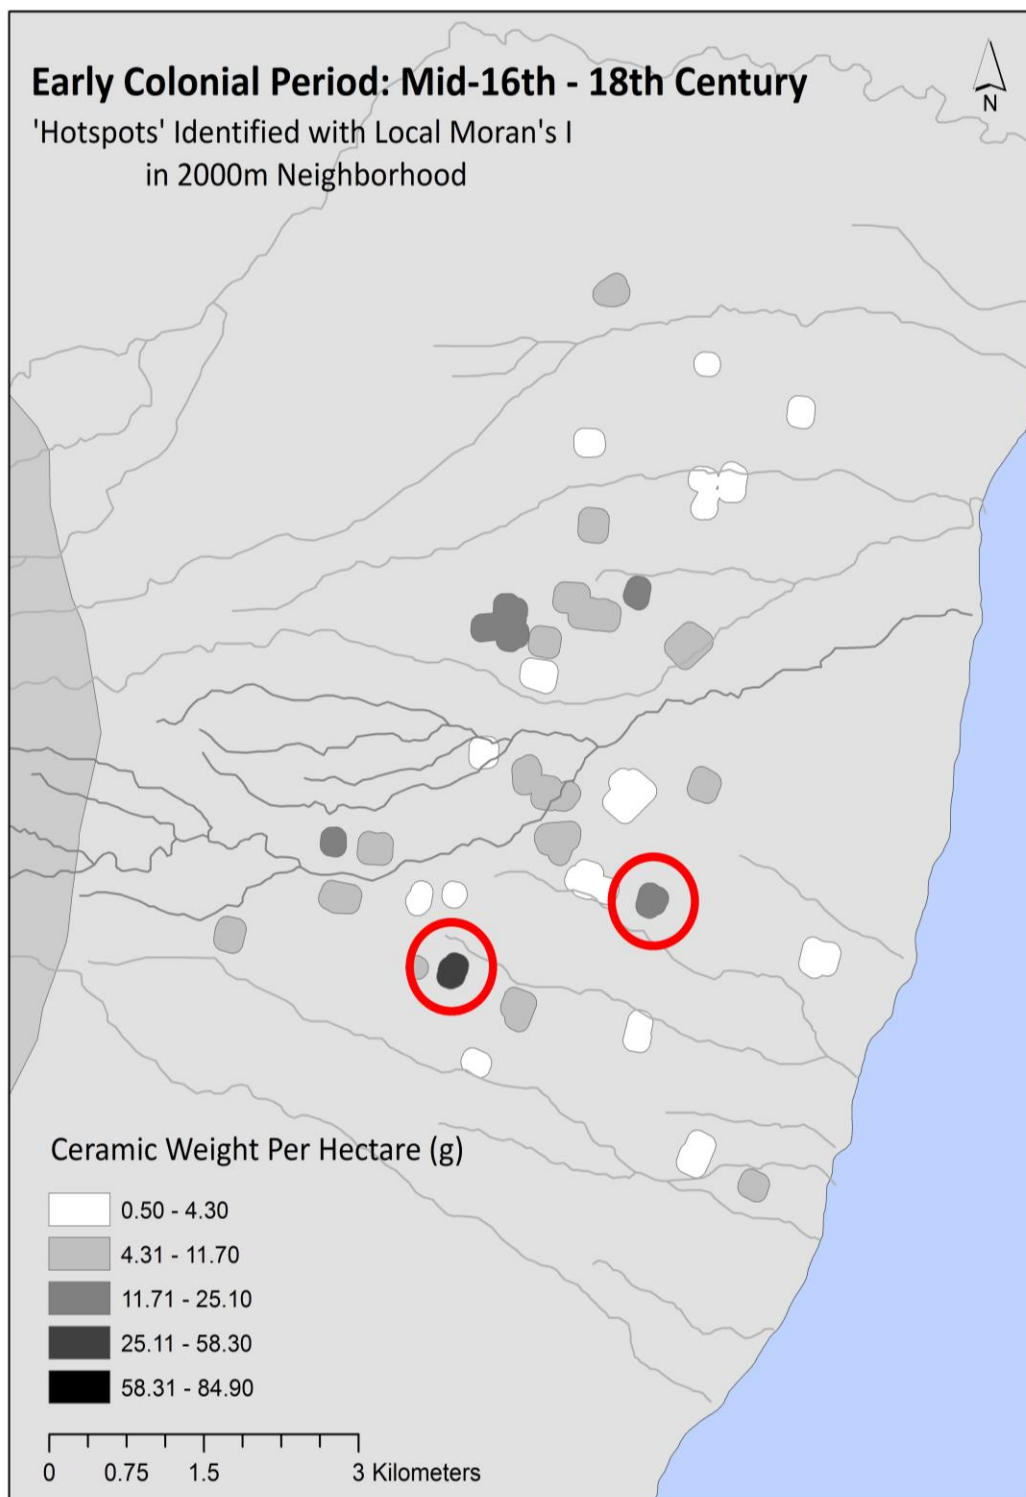 Early Colonial Period: Mid-16th - 18th Century
'Hotspots' Identified with Local Moran's I
in 2000m Neighborhood
N
Ceramic Weight Per Hectare (g)
0.50 - 4.30
4.31 - 11.70
11.71 - 25.10
25.11 - 58.30
58.31 - 84.90
0 0.75 1.5 3 Kilometers